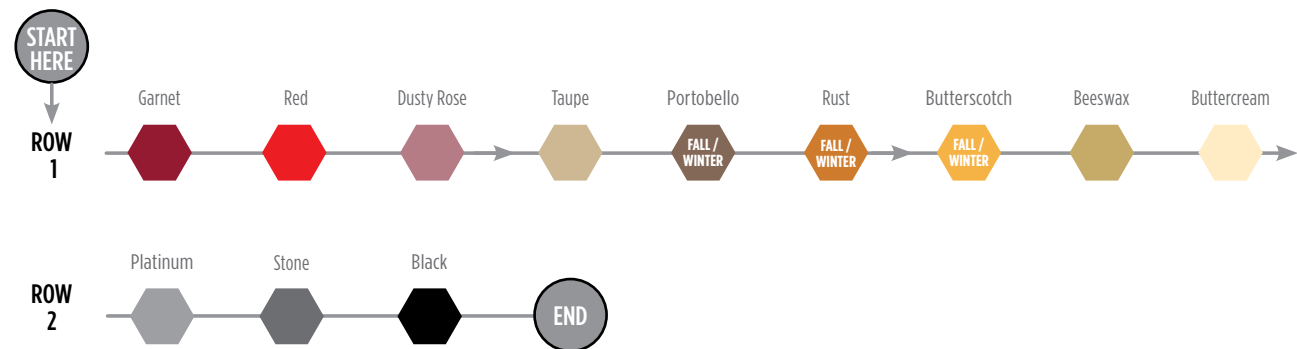 START
HERE
Garnet Red Dusty Rose Taupe Portobello Rust Butterscotch Beeswax Buttercream
ROW
1
FALL /
WINTER
FALL /
WINTER
FALL /
WINTER
Platinum Stone Black
ROW
2
END